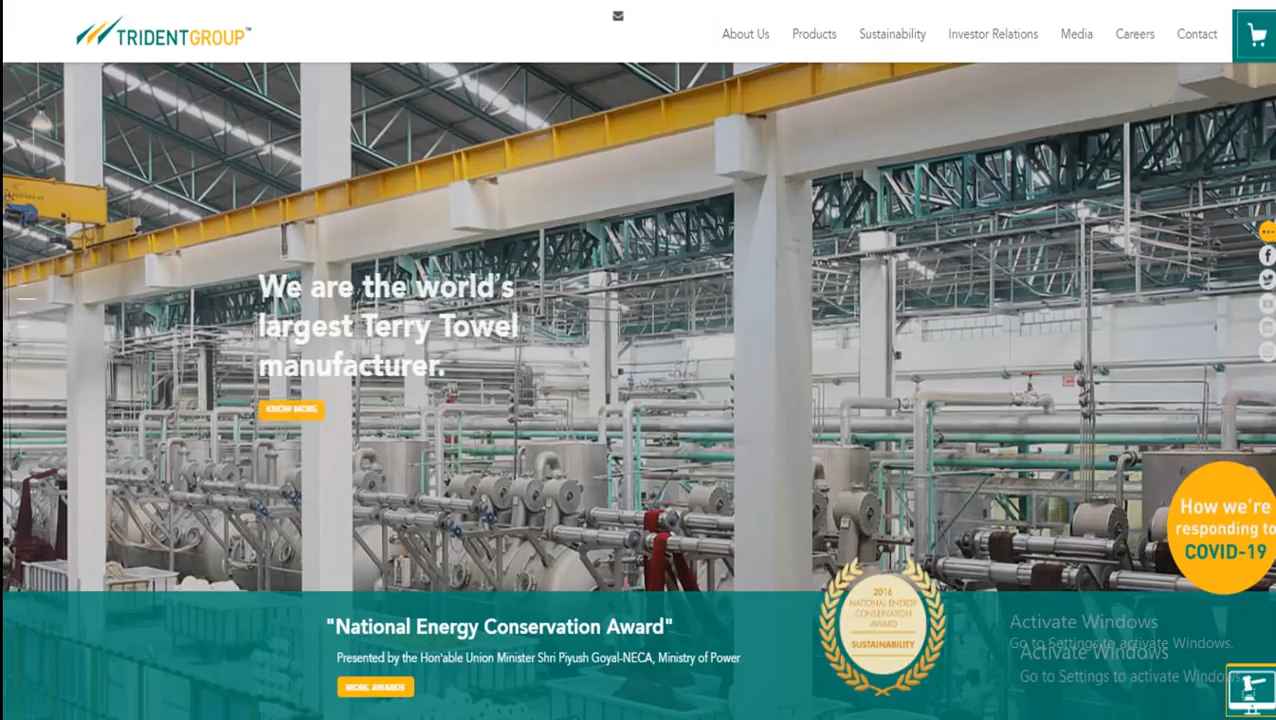 TRIDENTGROUP™
About Us
Products
Sustainability
Investor Relations
Media
Careers
Contact
We are the world's
largest Terry Towel
manufacturer.
KNOW MORE
How we're
responding to
COVID-19
"National Energy Conservation Award"
Presented by the Hon'able Union Minister Shri Piyush Goyal-NECA, Ministry of Power
MORE AWARDS
2016
NATIONAL ENERGY
CONSERVATION
AWARD
SUSTAINABILITY
Activate Windows
Go to Settings to activate Windows.
Activate Windows
Go to Settings to activate Windows.